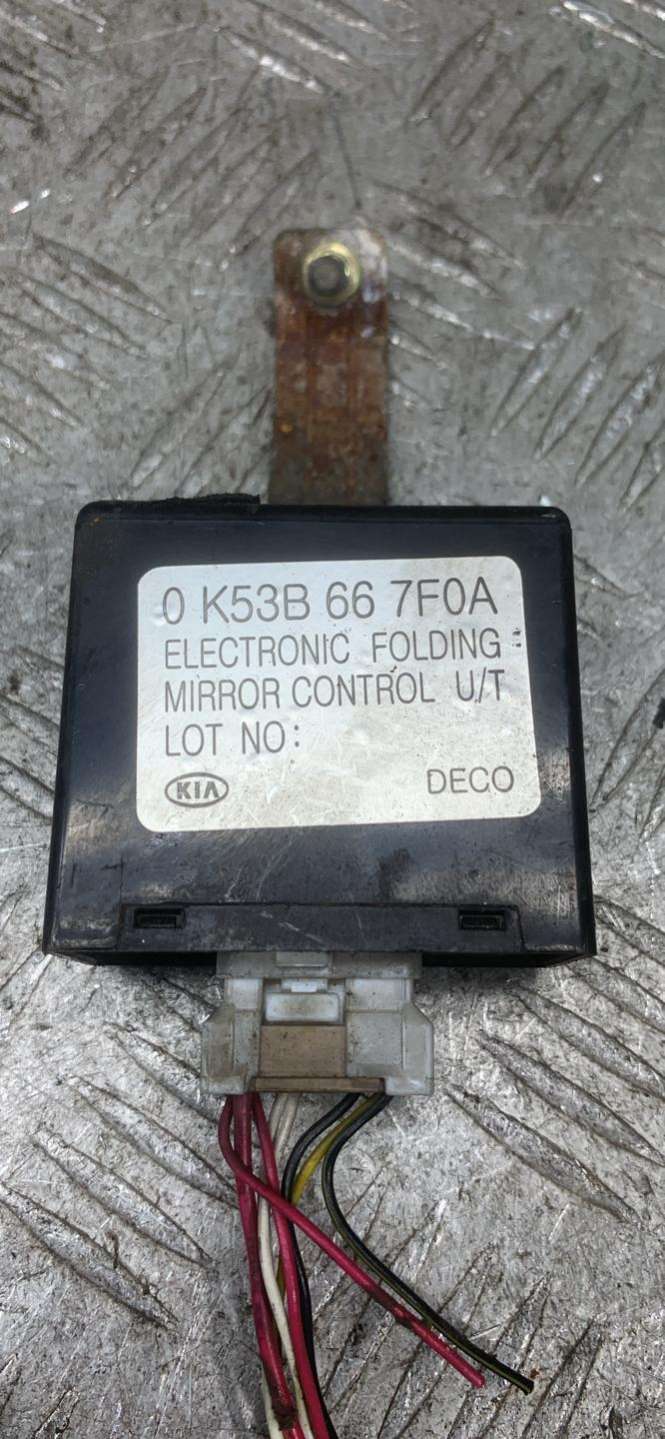 0 K53B 66 7F0A
ELECTRONIC FOLDING
MIRROR CONTROL U/T
LOT NO:
KIA DECO